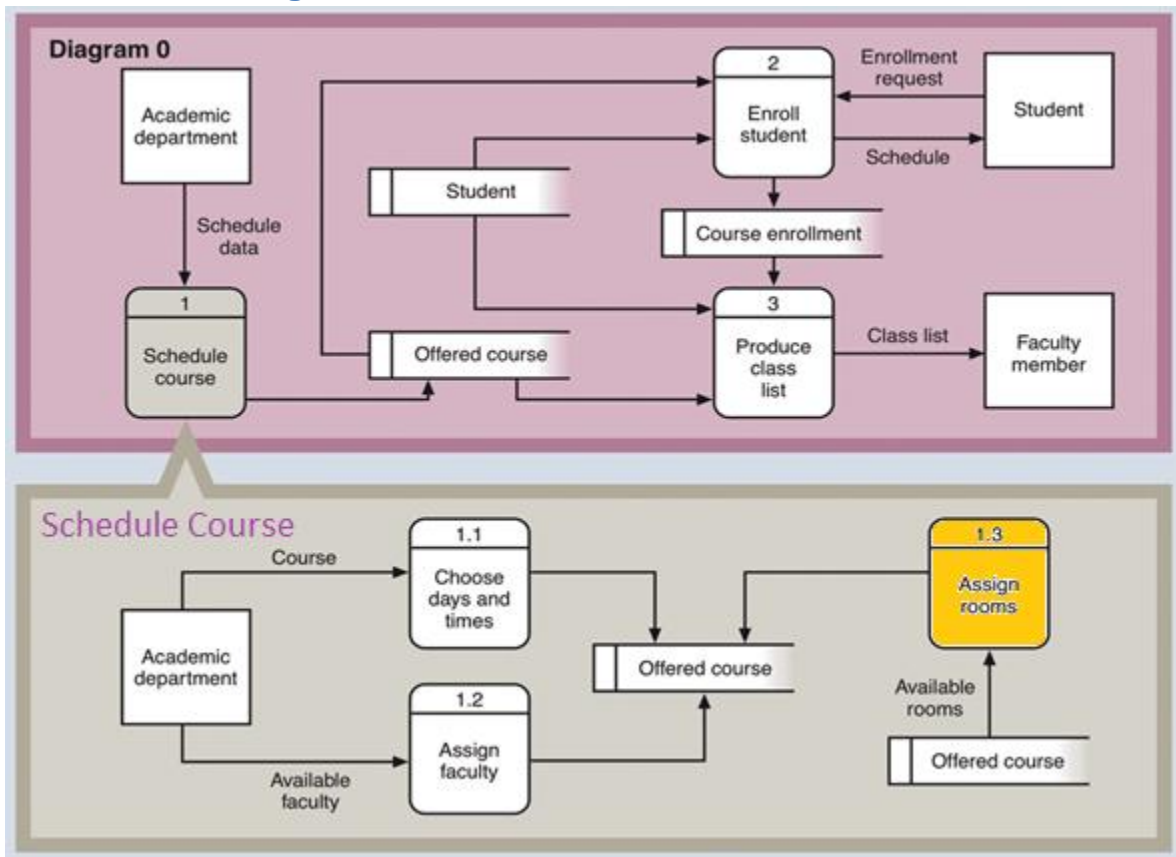 Diagram 0
Academic
department
Schedule
data
1
Schedule
course
Student
Offered course
2
Enroll
student
Enrollment
request
Schedule
Student
Course enrollment
3
Produce
class
list
Class list
Faculty
member
Schedule Course
Academic
department
Course
1.1
Choose
days and
times
Available
faculty
1.2
Assign
faculty
Offered course
1.3
Assign
rooms
Available
rooms
Offered course